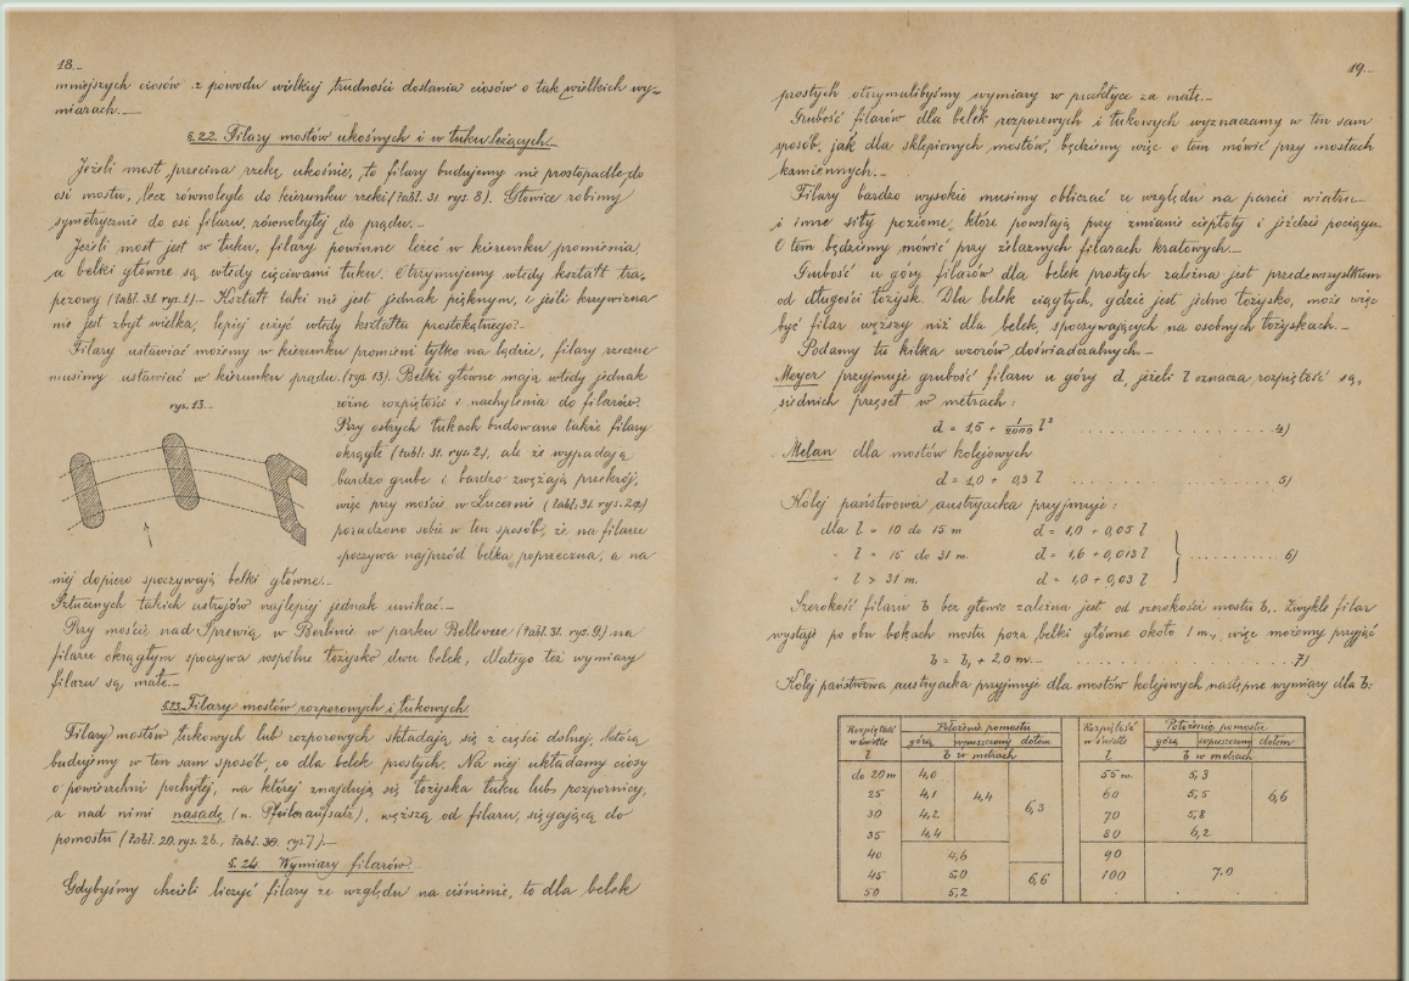 18.-
mniejszych ciosów z powodu wielkiej trudności dostania ciosów o tak wielkich wy-
miarach.-
§.22. Filary mostów ukośnych i w łuku leżących.-
Jeżeli most przecina rzekę ukośnie, to filary budujemy nie prostopadle do
osi mostu, lecz równolegle do kierunku rzeki (tabl. 31. rys. 8). Głowice robimy
symetrycznie do osi filaru, równoległej do prądu.-
Jeżeli most jest w łuku, filary powinne leżeć w kierunku promienia,
a belki główne są wtedy cięciwami łuku. Otrzymujemy wtedy kształt tra-
pezowy (tabl. 31. rys. 1).- Kształt taki nie jest jednak pięknym, i jeśli krzywizna
nie jest zbyt wielka, lepiej użyć wtedy kształtu prostokątnego.-
Filary ustawiać możemy w kierunku promieni tylko na lądzie, filary rzeczne
musimy ustawiać w kierunku prądu. (rys. 13). Belki główne mają wtedy jednak
rys. 13.-
różne rozpiętości i nachylenia do filarów.
Przy ostrych łukach budowano także filary
okrągłe (tabl. 31. rys. 2), ale że wypadają
bardzo grube i bardzo zwężają przekrój,
więc przy moście w Lucernie (tabl. 31. rys. 2a)
poradzono sobie w ten sposób, że na filarze
spoczywa najprzód belka poprzeczna, a na
niej dopiero spoczywają belki główne.-
Sztucznych takich ustrojów najlepiej jednak unikać.-
Przy moście nad Sprewią w Berlinie w parku Bellevue (tabl. 31. rys. 9.) na
filarze okrągłym spoczywa wspólne łożysko dwu belek, dlatego też wymiary
filaru są małe.-
§.23. Filary mostów rozporowych i łukowych.
Filary mostów łukowych lub rozporowych składają się z części dolnej, którą
budujemy w ten sam sposób, co dla belek prostych. Na niej układamy ciosy
o powierzchni pochyłej, na której znajdują się łożyska łuku lub rozpornicy,
a nad nimi nasadę (n. Pfeileraufsatz), węższą od filaru, sięgającą do
pomostu (tabl. 20. rys. 26., tabl. 30. rys 7).-
§. 24. Wymiary filarów.
Gdybyśmy chcieli liczyć filary ze względu na ciśnienie, to dla belek
19.-
prostych otrzymalibyśmy wymiary w praktyce za małe.-
Grubość filarów dla belek rozporowych i łukowych wyznaczamy w ten sam
sposób, jak dla sklepionych mostów, będziemy więc o tem mówić przy mostach
kamiennych.-
Filary bardzo wysokie musimy obliczać ze względu na parcie wiatru
i inne siły poziome, które powstają przy zmianie ciepłoty i jeździe pociągu.
O tem będziemy mówić przy żelaznych filarach kratowych.-
Grubość u góry filarów dla belek prostych zależna jest przedewszystkiem
od długości łożysk. Dla belek ciągłych, gdzie jest jedno łożysko, może więc
być filar węższy niż dla belek, spoczywających na osobnych łożyskach.-
Podamy tu kilka wzorów doświadczalnych.-
Meyer przyjmuje grubość filaru u góry d, jeżeli l oznacza rozpiętość są-
siednich przęseł w metrach:
d = 1,5 + 1/2000 l² . . . . . . . . . . 4)
Melan dla mostów kolejowych
d = 1,0 + 0,3 l . . . . . . . . . . 5)
Kolej państwowa austryacka przyjmuje:
dla l = 10 do 15 m d = 1,0 + 0,05 l
" l = 15 do 31 m. d = 1,6 + 0,013 l } . . . . . . . . . . 6)
" l > 31 m. d = 1,0 + 0,03 l
Szerokość filaru b bez głowic zależna jest od szerokości mostu b₁. Zwykle filar
wystaje po obu bokach mostu poza belki główne około 1 m., więc możemy przyjąć
b = b₁ + 2,0 m.- . . . . . . . . . . 7)
Kolej państwowa austryacka przyjmuje dla mostów kolejowych następne wymiary dla b:
Rozpiętość Położenie pomostu Rozpiętość Położenie pomostu
w świetle górą wpuszczony dołem w świetle górą wpuszczony dołem
l b w metrach l b w metrach
do 20 m 4,0 4,4 6,3 55 m. 5,3 6,6
25 4,1 60 5,5
30 4,2 70 5,8
35 4,4 80 6,2
40 4,6 90 7.0
45 5,0 6,6 100
50 5,2 . . . .